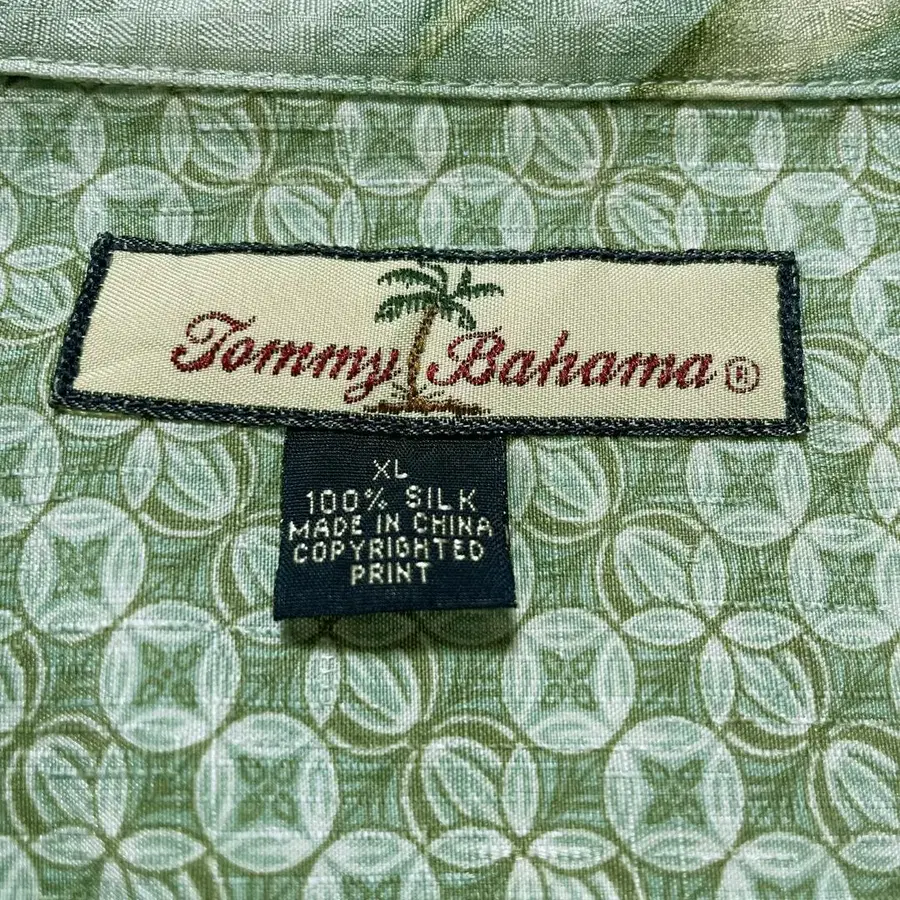 Tommy Bahama®
XL
100% SILK
MADE IN CHINA
COPYRIGHTED
PRINT